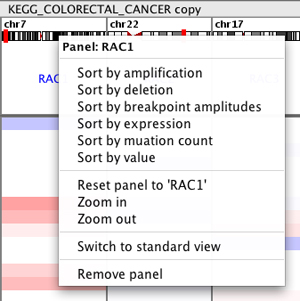 KEGG_COLORECTAL_CANCER copy
chr7 chr22 chr17
Panel: RAC1
Sort by amplification
Sort by deletion
Sort by breakpoint amplitudes
Sort by expression
Sort by muation count
Sort by value
Reset panel to 'RAC1'
Zoom in
Zoom out
Switch to standard view
Remove panel